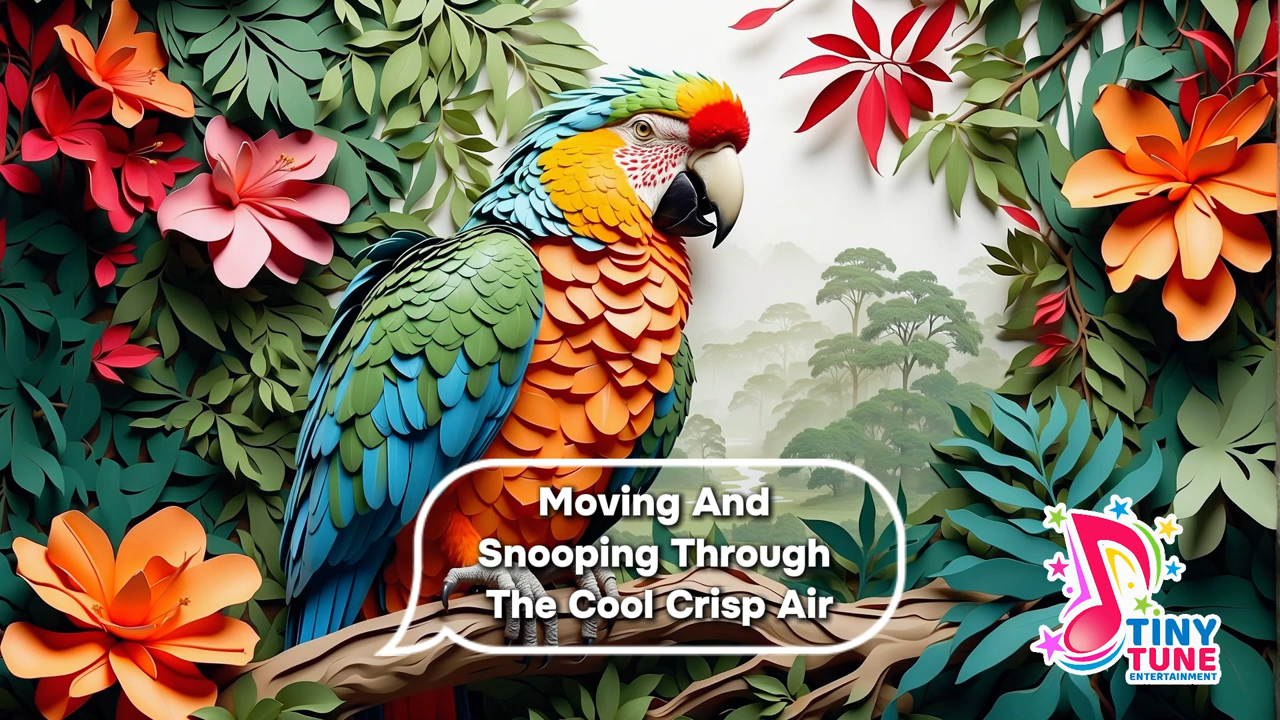 Moving And
Snooping Through
The Cool Crisp Air
TINY
TUNE
ENTERTAINMENT